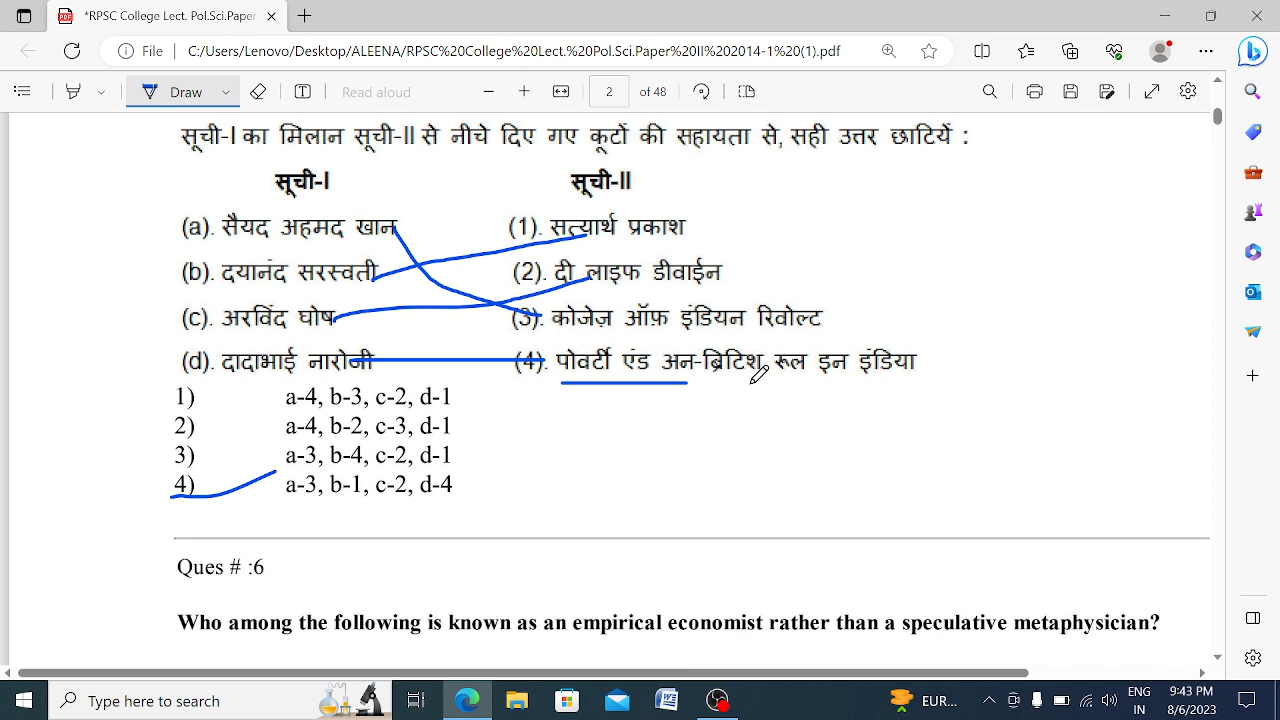 *RPSC College Lect. Pol.Sci.Paper
File C:/Users/Lenovo/Desktop/ALEENA/RPSC%20College%20Lect.%20Pol.Sci.Paper%20II%202014-1%20(1).pdf
Draw Read aloud 2 of 48
सूची-I का मिलान सूची-II से नीचे दिए गए कूटों की सहायता से, सही उत्तर छाटियें :
सूची-I सूची-II
(a). सैयद अहमद खान (1). सत्यार्थ प्रकाश
(b). दयानंद सरस्वती (2). दी लाइफ डीवाईन
(c). अरविंद घोष (3). कोजेज़ ऑफ़ इंडियन रिवोल्ट
(d). दादाभाई नारोजी (4). पोवर्टी एंड अन-ब्रिटिश रूल इन इंडिया
1) a-4, b-3, c-2, d-1
2) a-4, b-2, c-3, d-1
3) a-3, b-4, c-2, d-1
4) a-3, b-1, c-2, d-4
Ques # :6
Who among the following is known as an empirical economist rather than a speculative metaphysician?
Type here to search EUR... ENG 9:43 PM
IN 8/6/2023